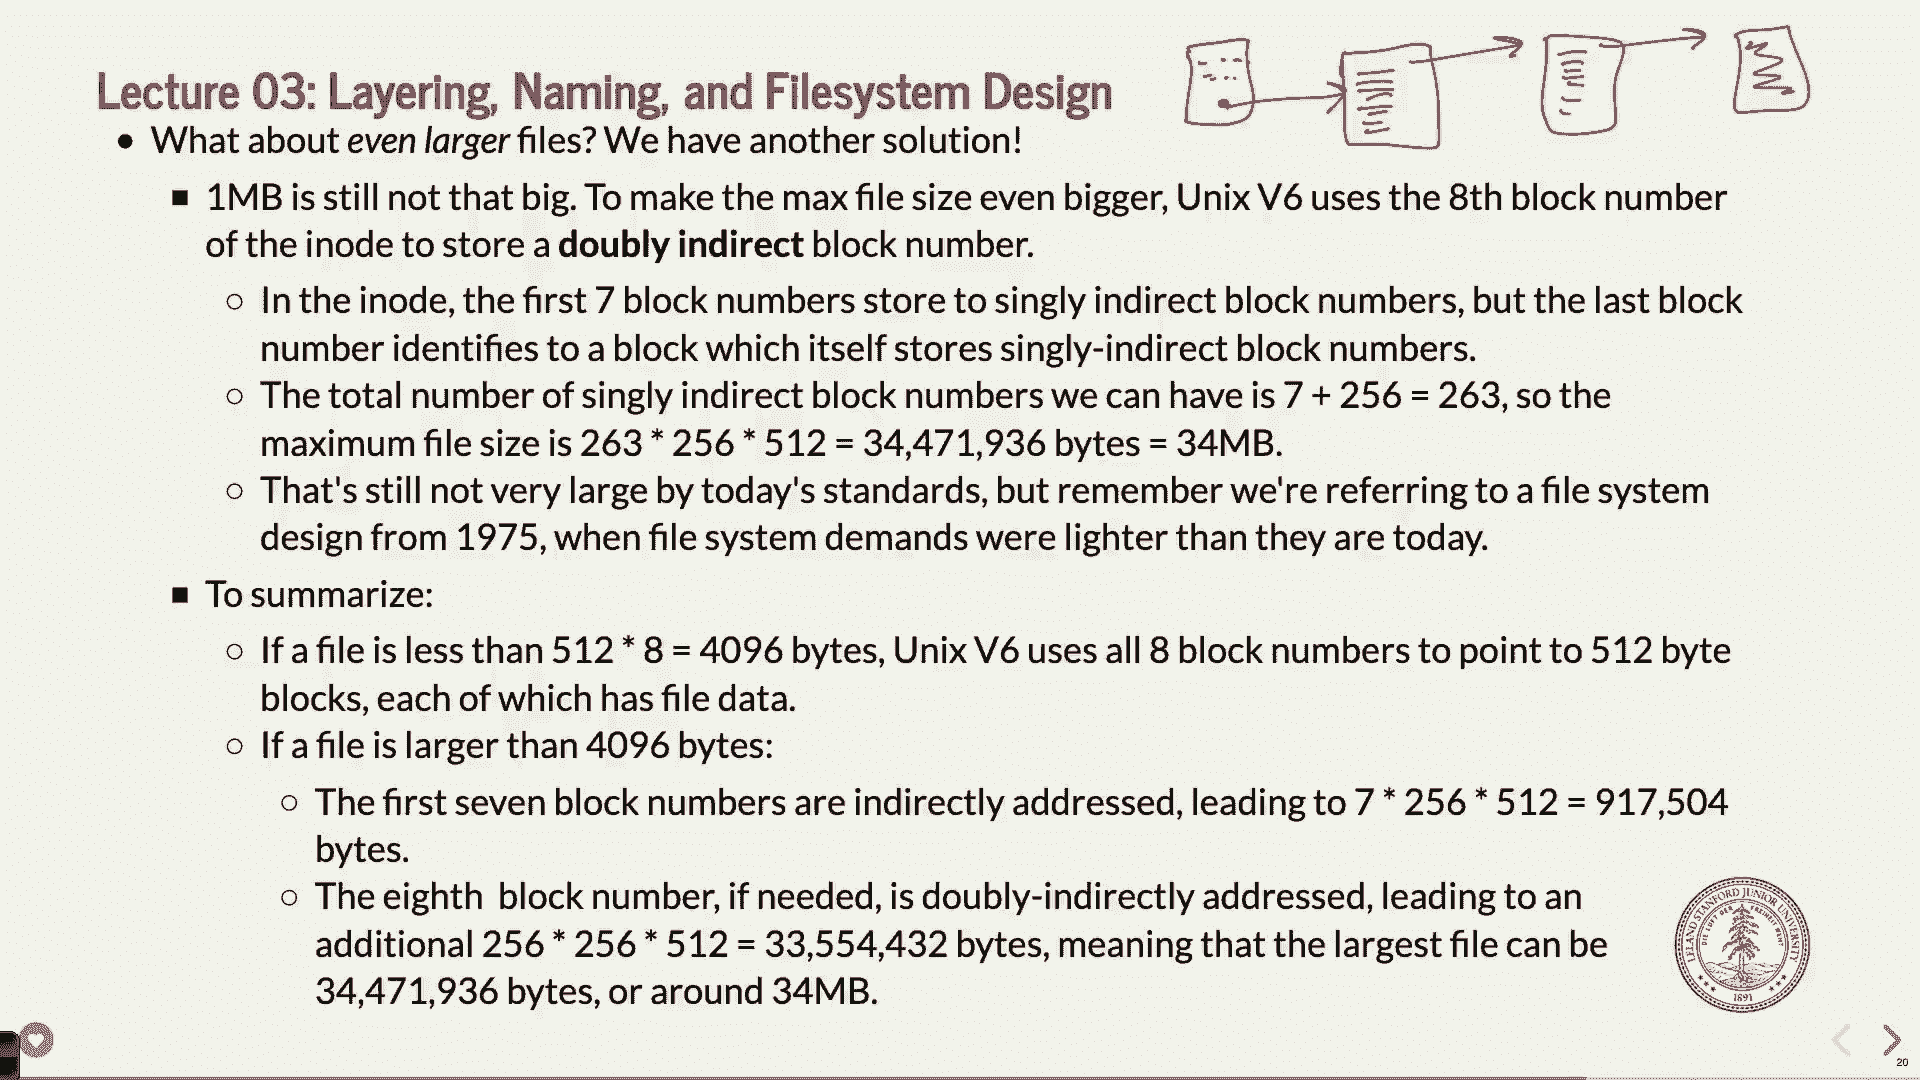 Lecture 03: Layering, Naming, and Filesystem Design
• What about even larger files? We have another solution!
■ 1MB is still not that big. To make the max file size even bigger, Unix V6 uses the 8th block number
of the inode to store a doubly indirect block number.
○ In the inode, the first 7 block numbers store to singly indirect block numbers, but the last block
number identifies to a block which itself stores singly-indirect block numbers.
○ The total number of singly indirect block numbers we can have is 7 + 256 = 263, so the
maximum file size is 263 * 256 * 512 = 34,471,936 bytes = 34MB.
○ That's still not very large by today's standards, but remember we're referring to a file system
design from 1975, when file system demands were lighter than they are today.
■ To summarize:
○ If a file is less than 512 * 8 = 4096 bytes, Unix V6 uses all 8 block numbers to point to 512 byte
blocks, each of which has file data.
○ If a file is larger than 4096 bytes:
○ The first seven block numbers are indirectly addressed, leading to 7 * 256 * 512 = 917,504
bytes.
○ The eighth block number, if needed, is doubly-indirectly addressed, leading to an
additional 256 * 256 * 512 = 33,554,432 bytes, meaning that the largest file can be
34,471,936 bytes, or around 34MB.
LELAND STANFORD JUNIOR UNIVERSITY
DIE LUFT DER FREIHEIT WEHT
1891
20